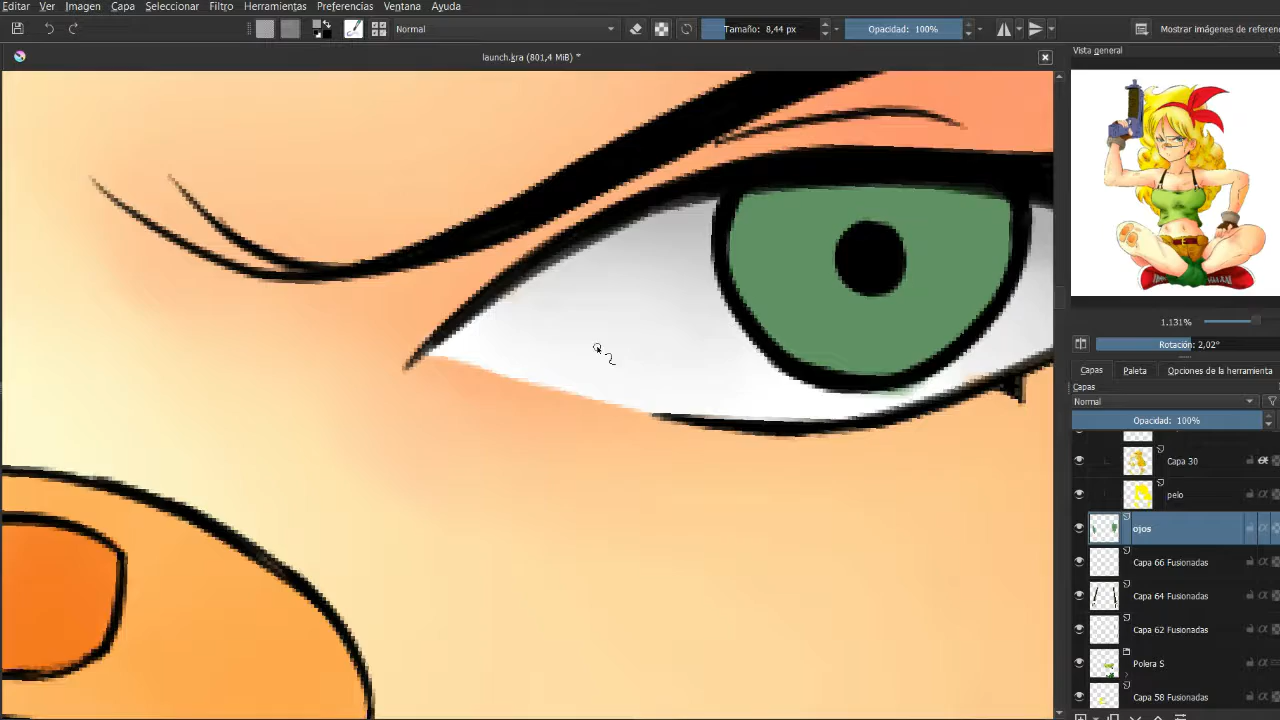 Editar Ver Imagen Capa Seleccionar Filtro Herramientas Preferencias Ventana Ayuda
Normal Tamaño: 8,44 px Opacidad: 100% Mostrar imágenes de referen
launch.kra (801,4 MiB) *
Vista general
1.131%
Rotación: 2,02°
Capas Paleta Opciones de la herramienta
Capas
Normal
Opacidad: 100%
Capa 30
pelo
ojos
Capa 66 Fusionadas
Capa 64 Fusionadas
Capa 62 Fusionadas
Polera S
Capa 58 Fusionadas